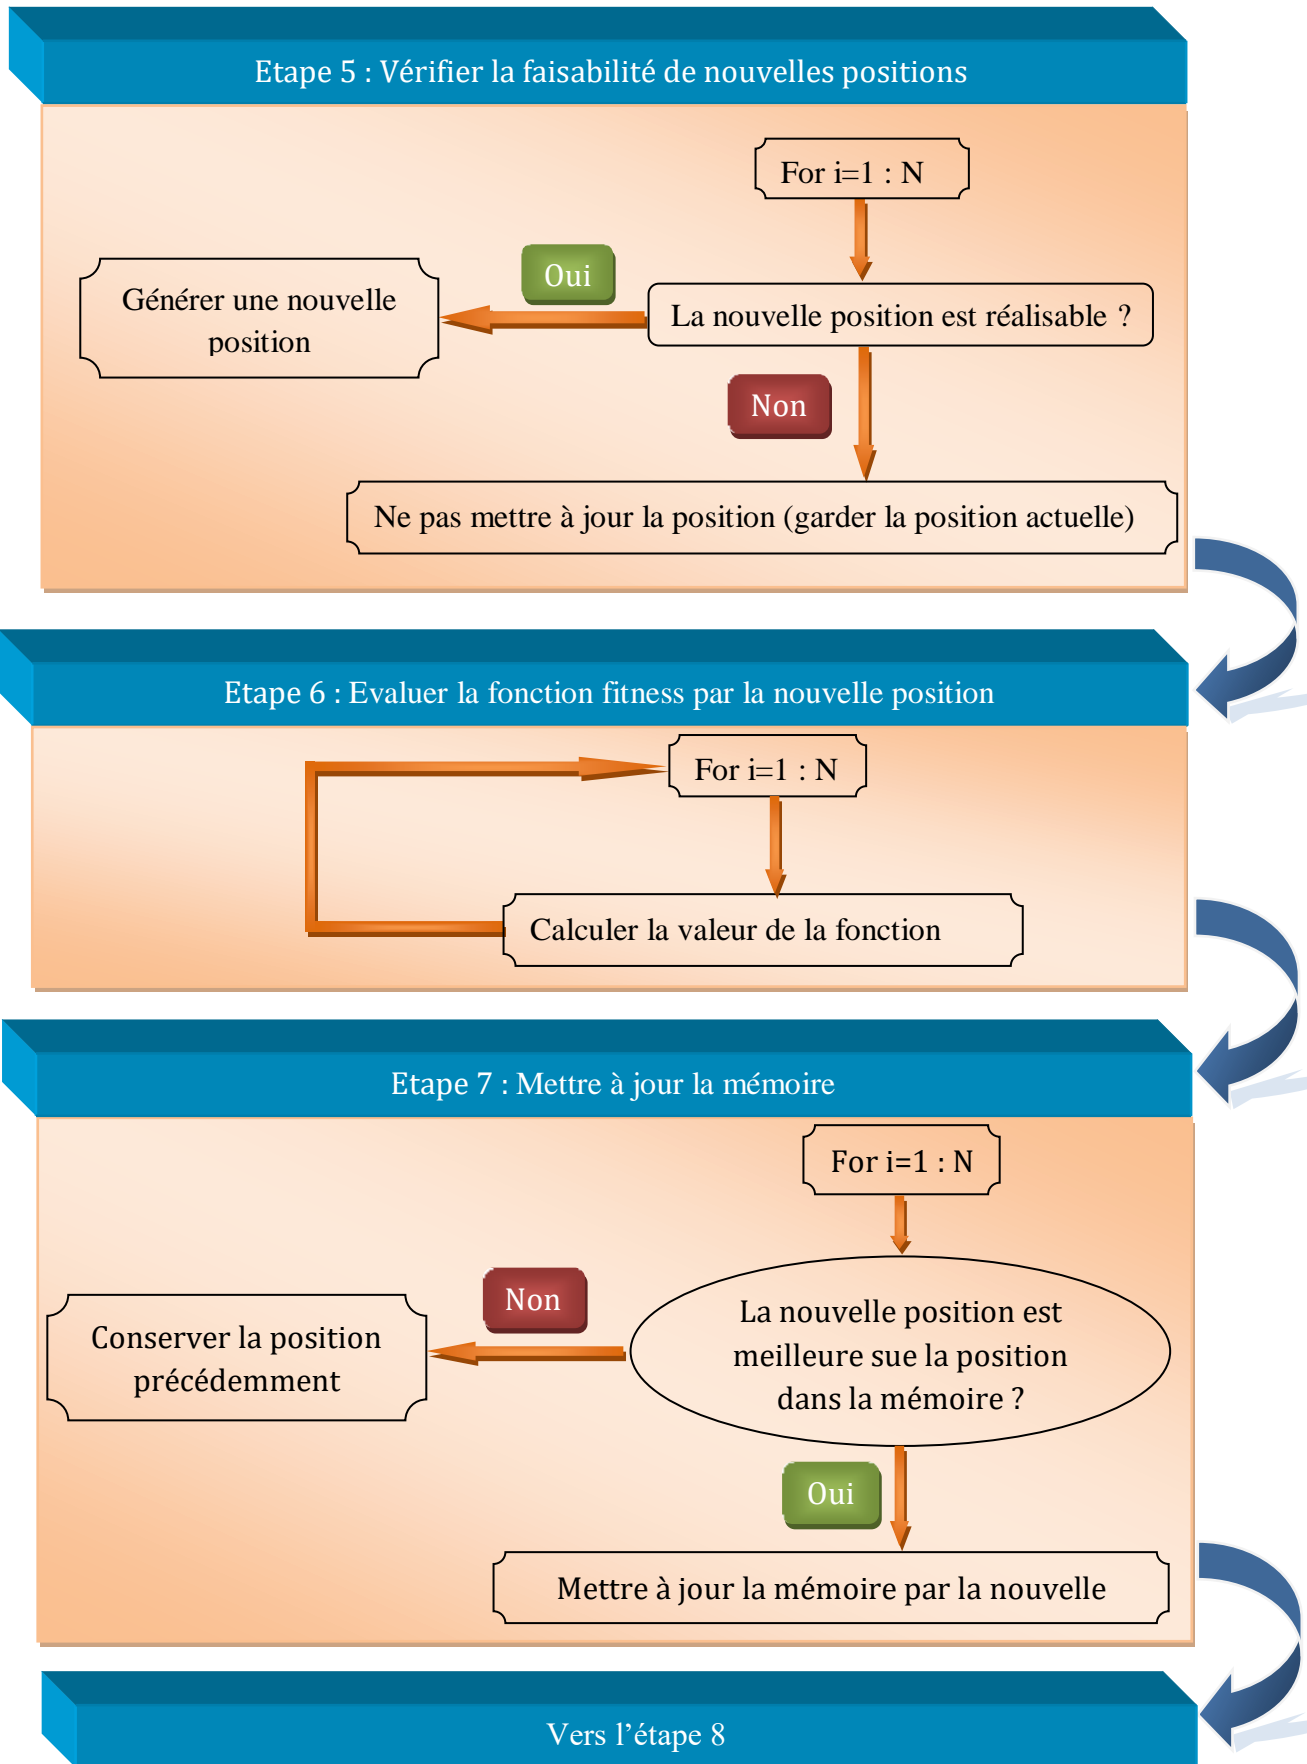 Etape 5 : Vérifier la faisabilité de nouvelles positions
For i=1 : N
Oui
Générer une nouvelle
position
La nouvelle position est réalisable ?
Non
Ne pas mettre à jour la position (garder la position actuelle)
Etape 6 : Evaluer la fonction fitness par la nouvelle position
For i=1 : N
Calculer la valeur de la fonction
Etape 7 : Mettre à jour la mémoire
For i=1 : N
Non
La nouvelle position est
meilleure sue la position
dans la mémoire ?
Conserver la position
précédemment
Oui
Mettre à jour la mémoire par la nouvelle
Vers l’étape 8